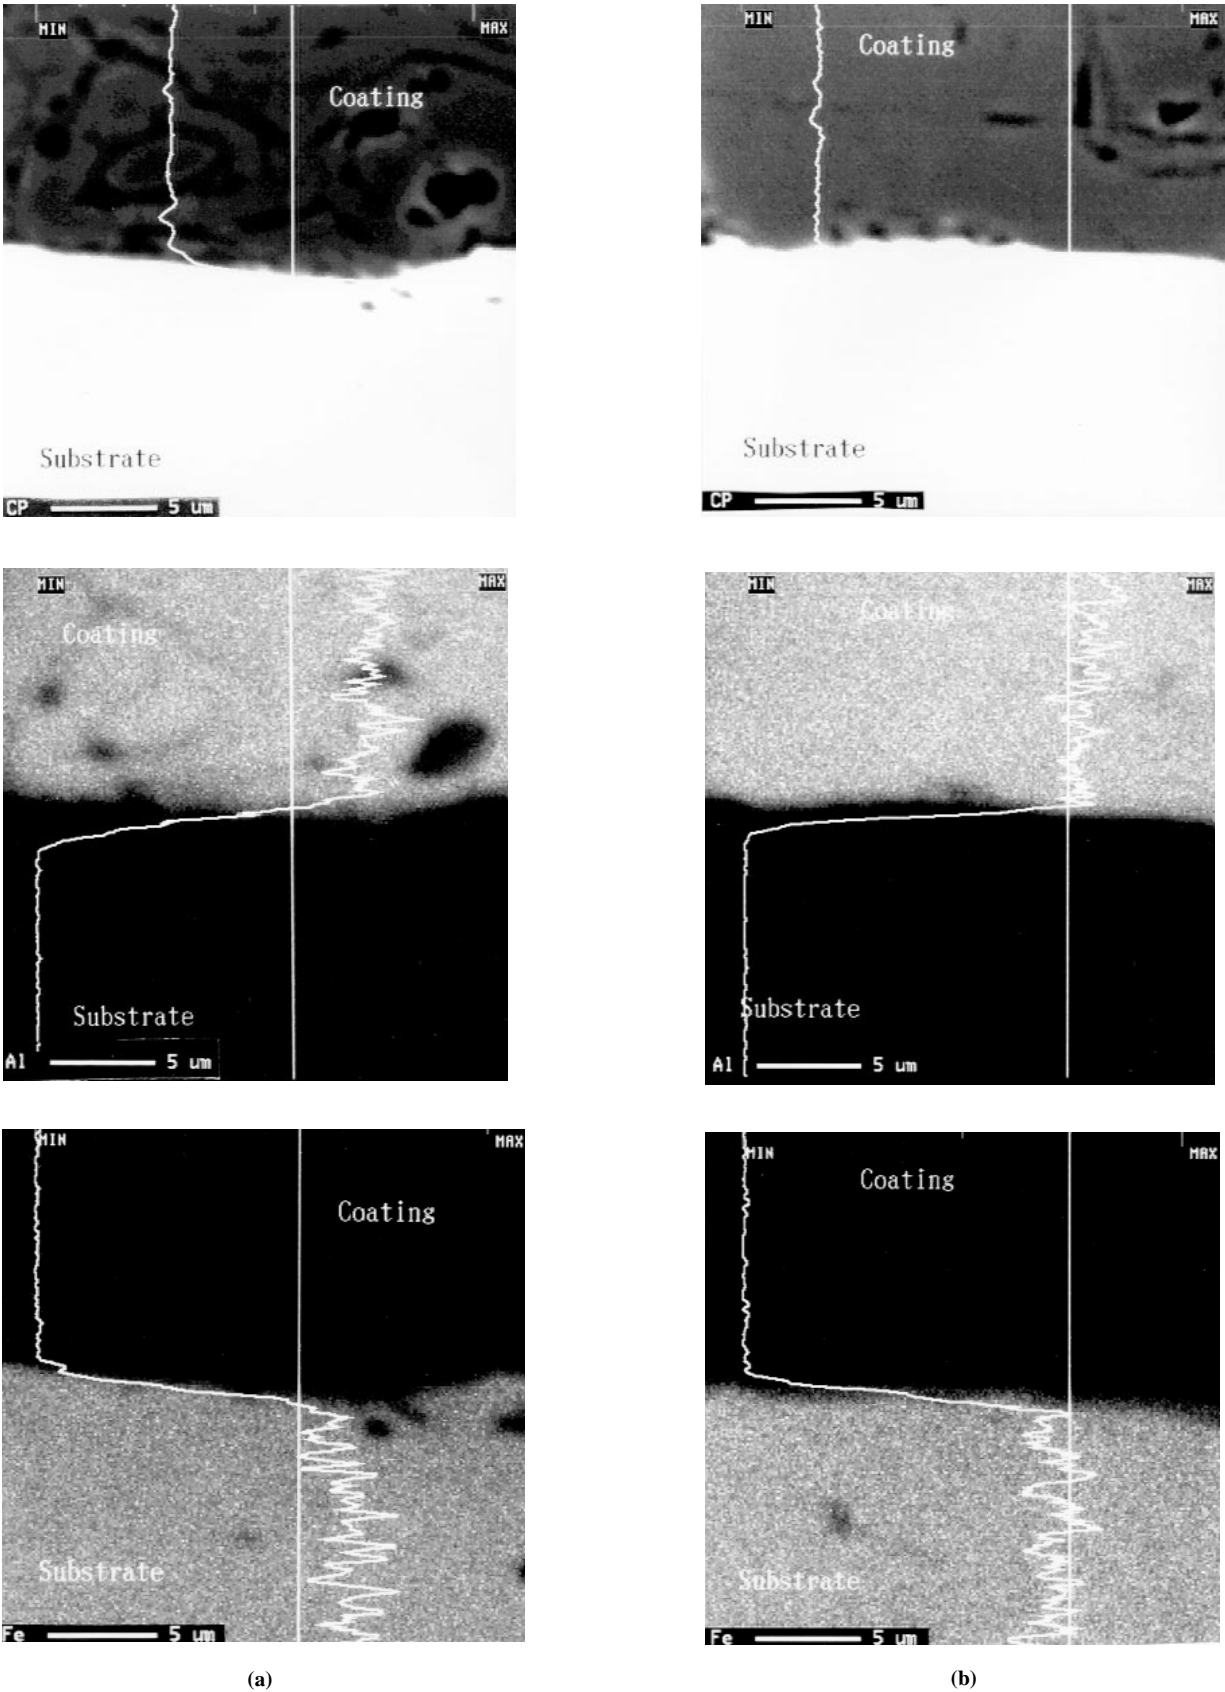 MIN MAX
Coating
Substrate
CP 5 um
MIN MAX
Coating
Substrate
CP 5 um
MIN MAX
Coating
Substrate
Al 5 um
MIN MAX
Coating
Substrate
Al 5 um
MIN MAX
Coating
Substrate
Fe 5 um
MIN MAX
Coating
Substrate
Fe 5 um
(a)
(b)